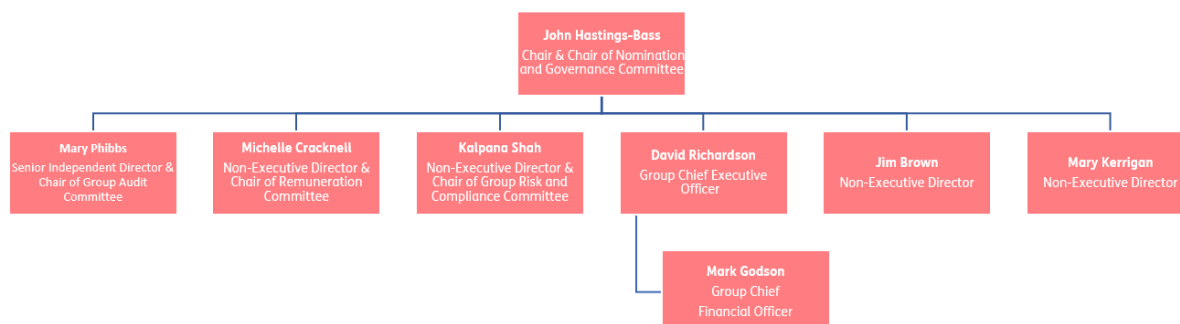 John Hastings-Bass
Chair & Chair of Nomination
and Governance Committee
Mary Phibbs
Senior Independent Director &
Chair of Group Audit
Committee
Michelle Cracknell
Non-Executive Director &
Chair of Remuneration
Committee
Kalpana Shah
Non-Executive Director &
Chair of Group Risk and
Compliance Committee
David Richardson
Group Chief Executive
Officer
Jim Brown
Non-Executive Director
Mary Kerrigan
Non-Executive Director
Mark Godson
Group Chief
Financial Officer